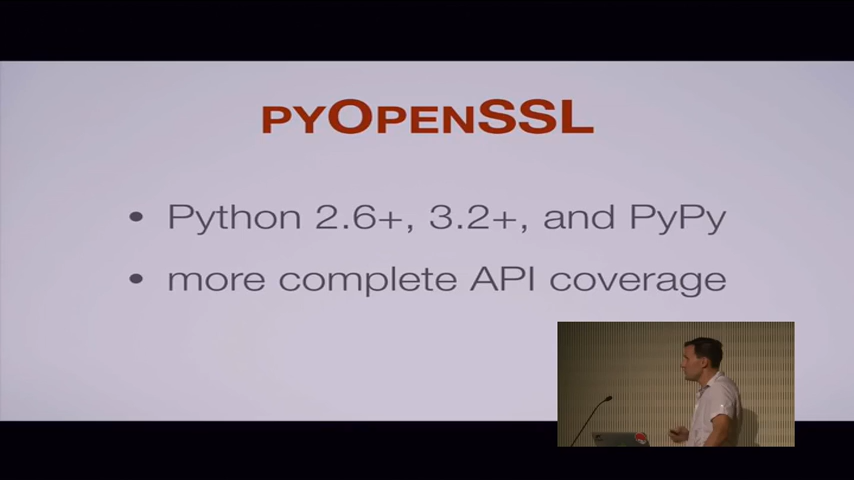 PYOPENSSL
• Python 2.6+, 3.2+, and PyPy
• more complete API coverage